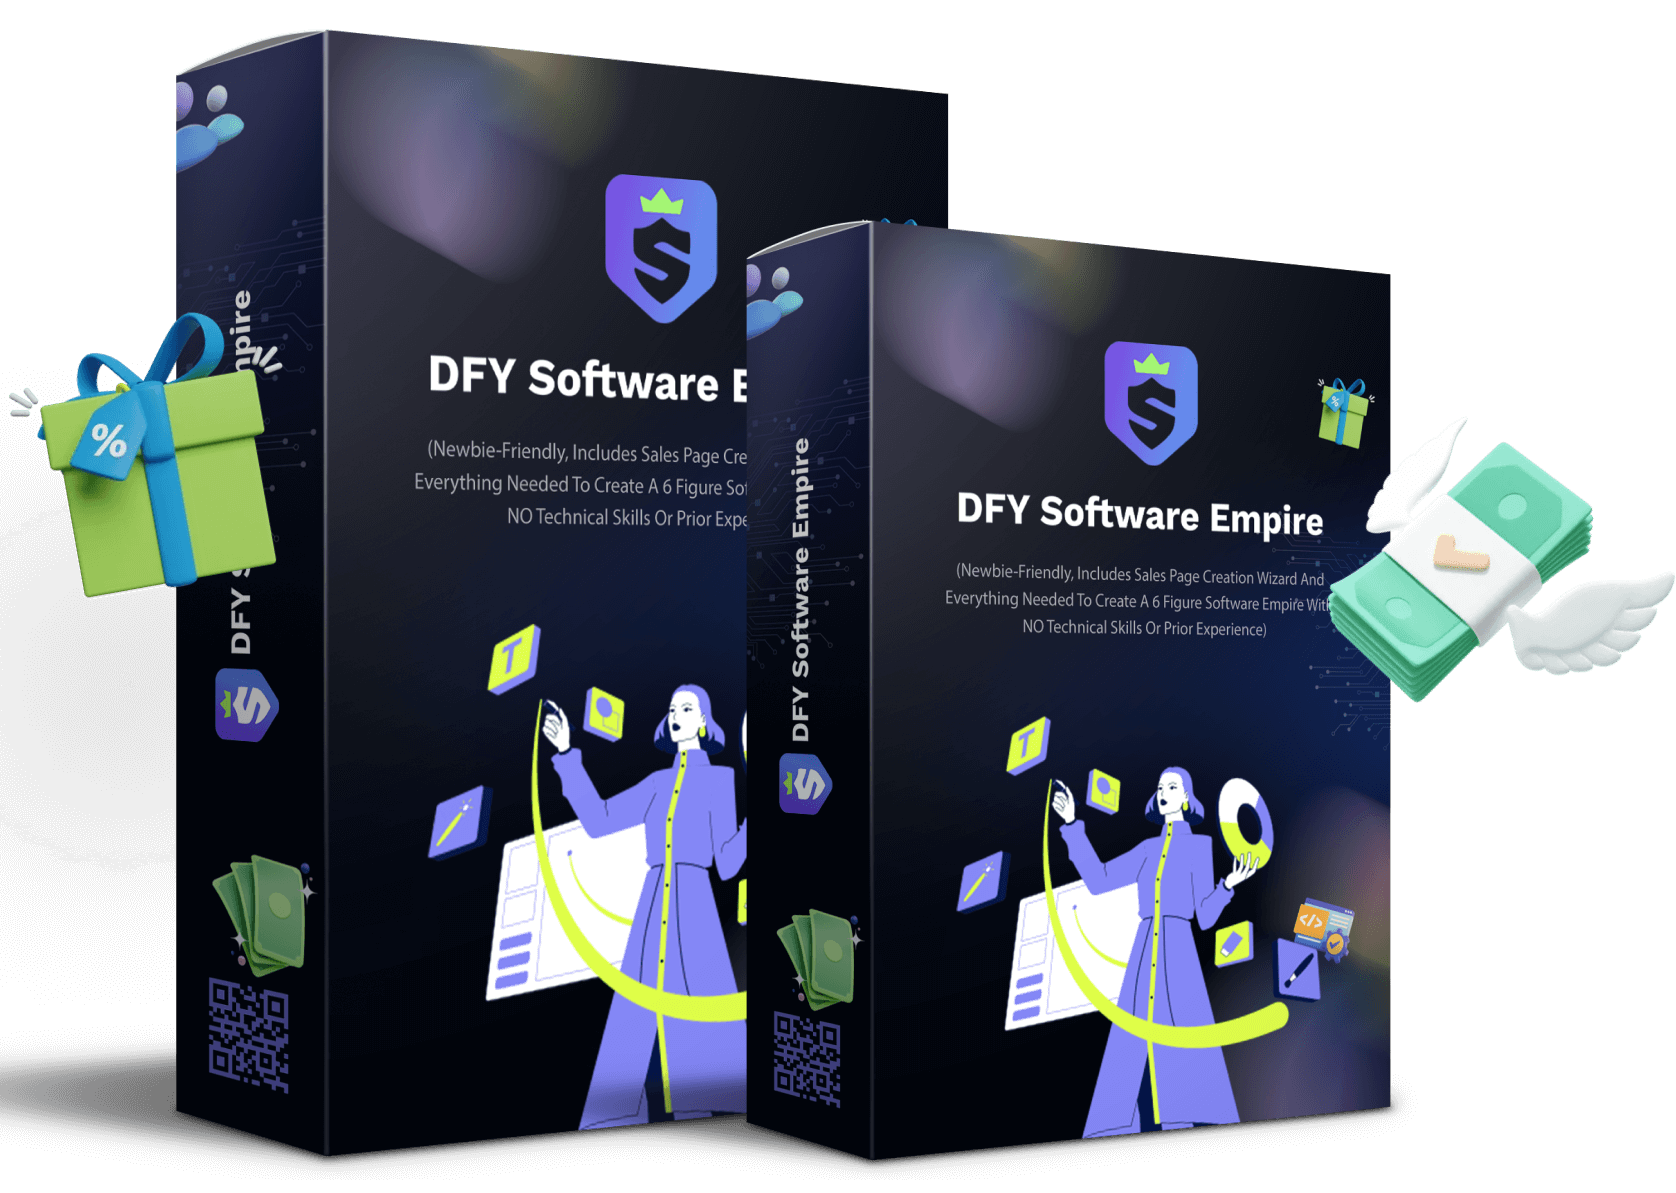 DFY Software E
(Newbie-Friendly, Includes Sales Page Cre
Everything Needed To Create A 6 Figure Sof
NO Technical Skills Or Prior Expe
DFY S
mpire
%
S
T
DFY Software Empire
S
DFY Software Empire
(Newbie-Friendly, Includes Sales Page Creation Wizard And
Everything Needed To Create A 6 Figure Software Empire With
NO Technical Skills Or Prior Experience)
T